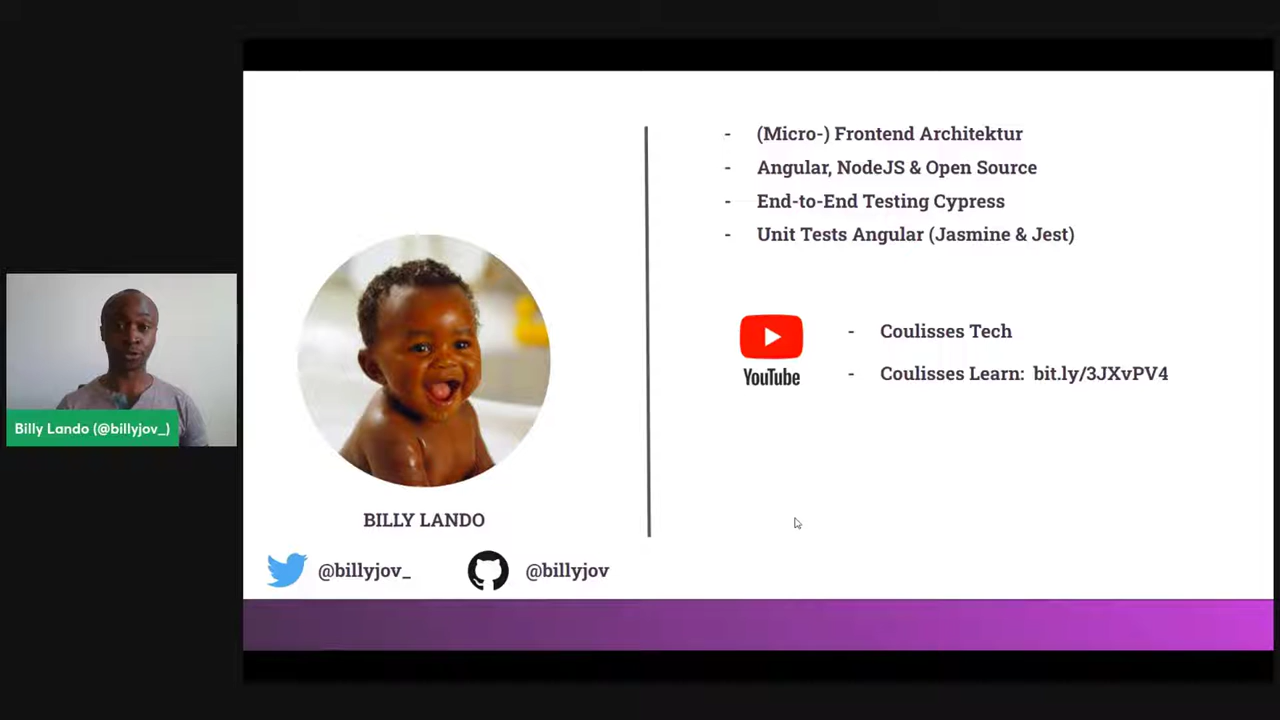 Billy Lando (@billyjov_)
BILLY LANDO
@billyjov_
@billyjov
- (Micro-) Frontend Architektur
- Angular, NodeJS & Open Source
- End-to-End Testing Cypress
- Unit Tests Angular (Jasmine & Jest)
YouTube
- Coulisses Tech
- Coulisses Learn: bit.ly/3JXvPV4